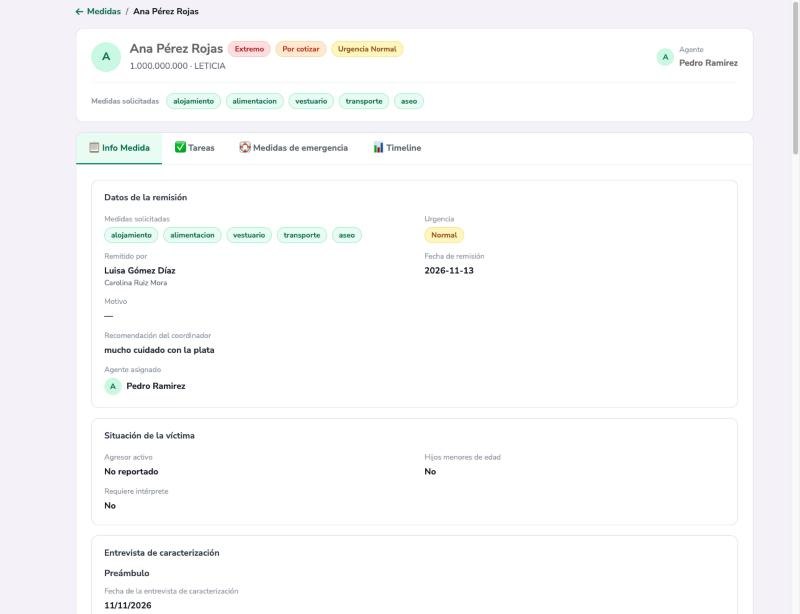 ← Medidas / Ana Pérez Rojas
A
Ana Pérez Rojas Extremo Por cotizar Urgencia Normal
1.000.000.000 · LETICIA
A
Agente
Pedro Ramirez
Medidas solicitadas alojamiento alimentacion vestuario transporte aseo
Info Medida Tareas Medidas de emergencia Timeline
Datos de la remisión
Medidas solicitadas
alojamiento alimentacion vestuario transporte aseo
Urgencia
Normal
Remitido por
Luisa Gómez Díaz
Carolina Ruiz Mora
Fecha de remisión
2026-11-13
Motivo
—
Recomendación del coordinador
mucho cuidado con la plata
Agente asignado
A Pedro Ramirez
Situación de la víctima
Agresor activo
No reportado
Hijos menores de edad
No
Requiere intérprete
No
Entrevista de caracterización
Preámbulo
Fecha de la entrevista de caracterización
11/11/2026